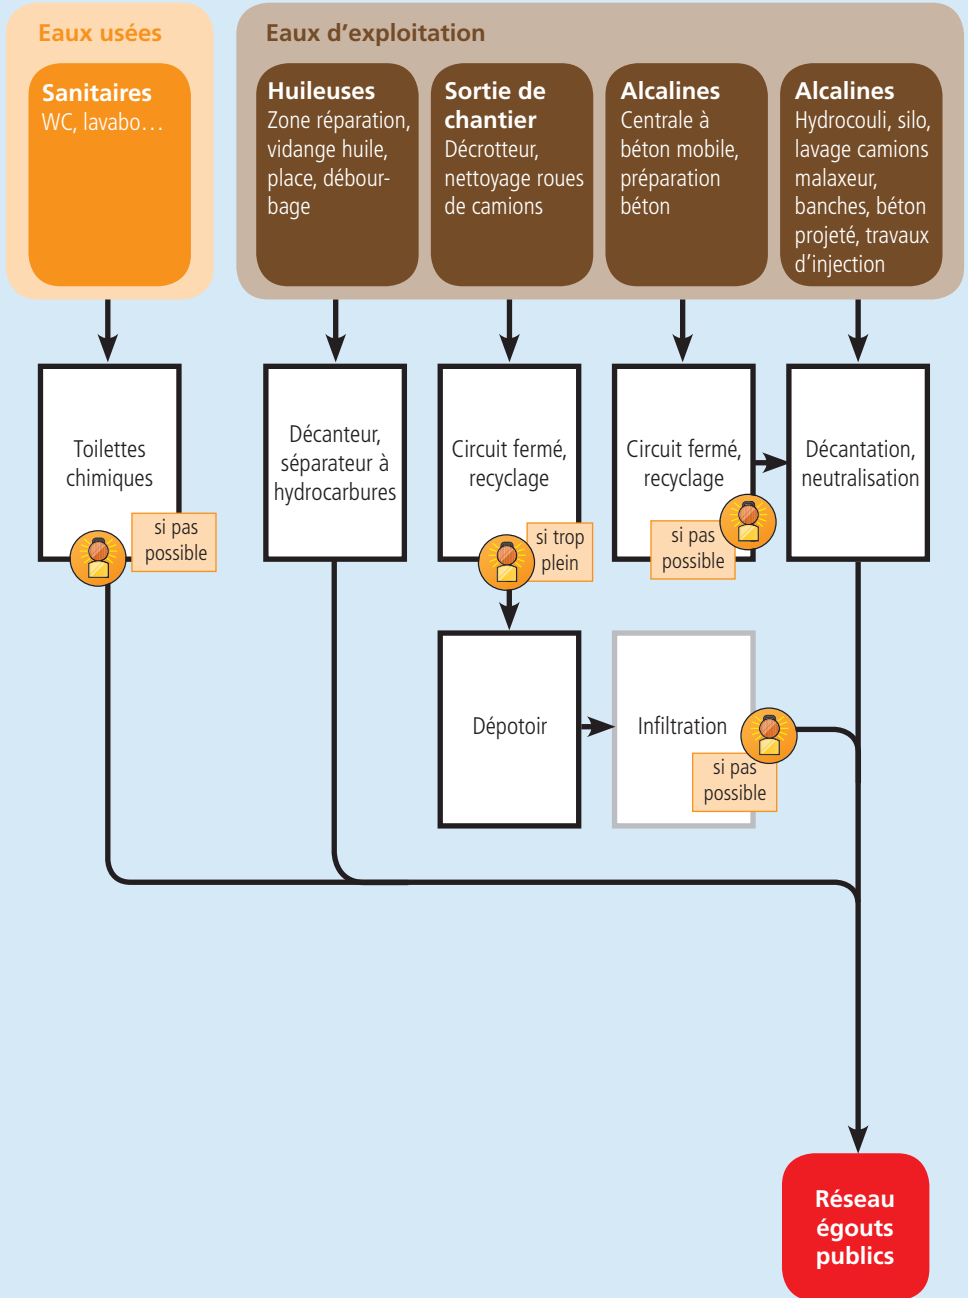 Eaux usées
Sanitaires
WC, lavabo…
Eaux d’exploitation
Huileuses
Zone réparation,
vidange huile,
place, débour-
bage
Sortie de
chantier
Décrotteur,
nettoyage roues
de camions
Alcalines
Centrale à
béton mobile,
préparation
béton
Alcalines
Hydrocouli, silo,
lavage camions
malaxeur,
banches, béton
projeté, travaux
d’injection
Toilettes
chimiques
si pas
possible
Décanteur,
séparateur à
hydrocarbures
Circuit fermé,
recyclage
si trop
plein
Circuit fermé,
recyclage
si pas
possible
Décantation,
neutralisation
Dépotoir
Infiltration
si pas
possible
Réseau
égouts
publics